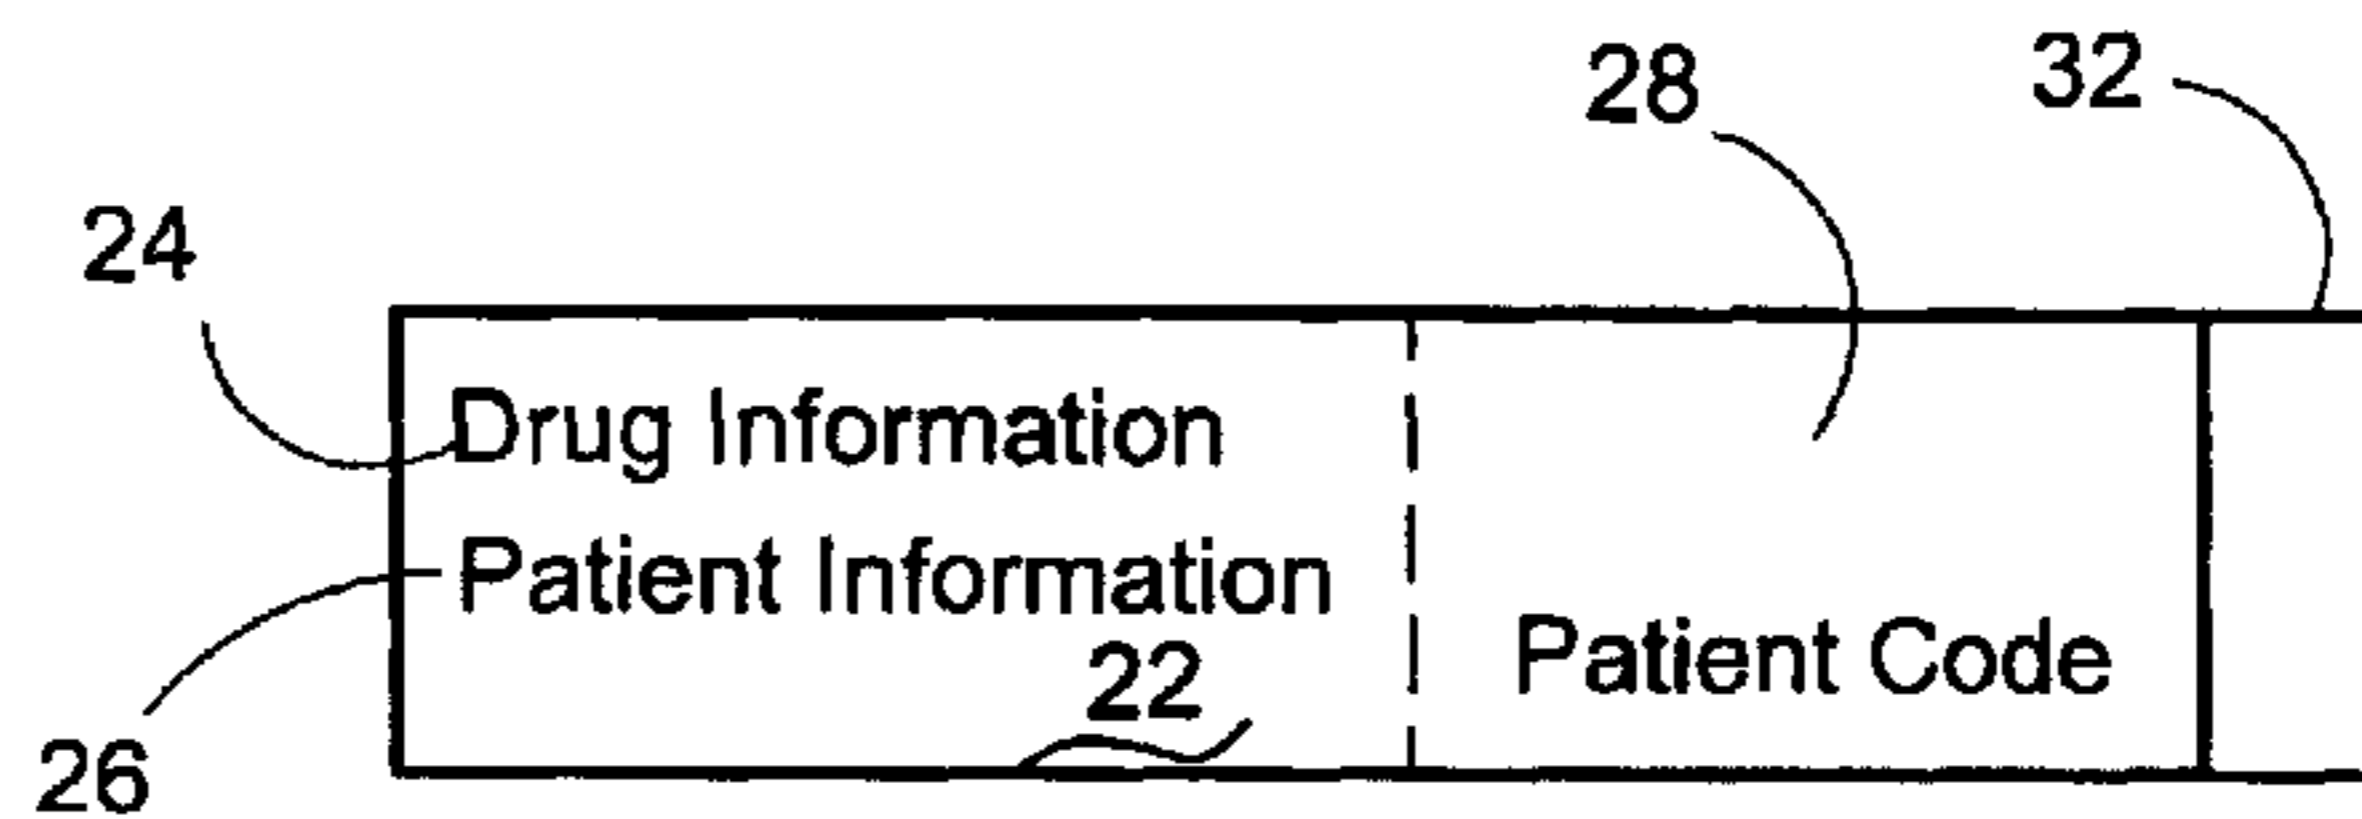 28
32
24
Drug Information
Patient Information
22
Patient Code
26